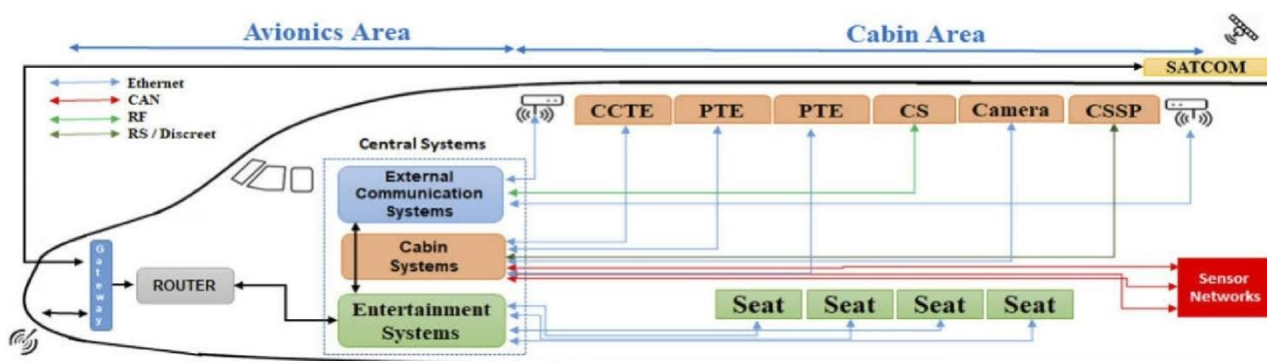 Avionics Area
Cabin Area
SATCOM
Ethernet
CAN
RF
RS / Discreet
CCTE
PTE
PTE
CS
Camera
CSSP
Central Systems
External
Communication
Systems
Cabin
Systems
Entertainment
Systems
Gateway
ROUTER
Seat
Seat
Seat
Seat
Sensor
Networks